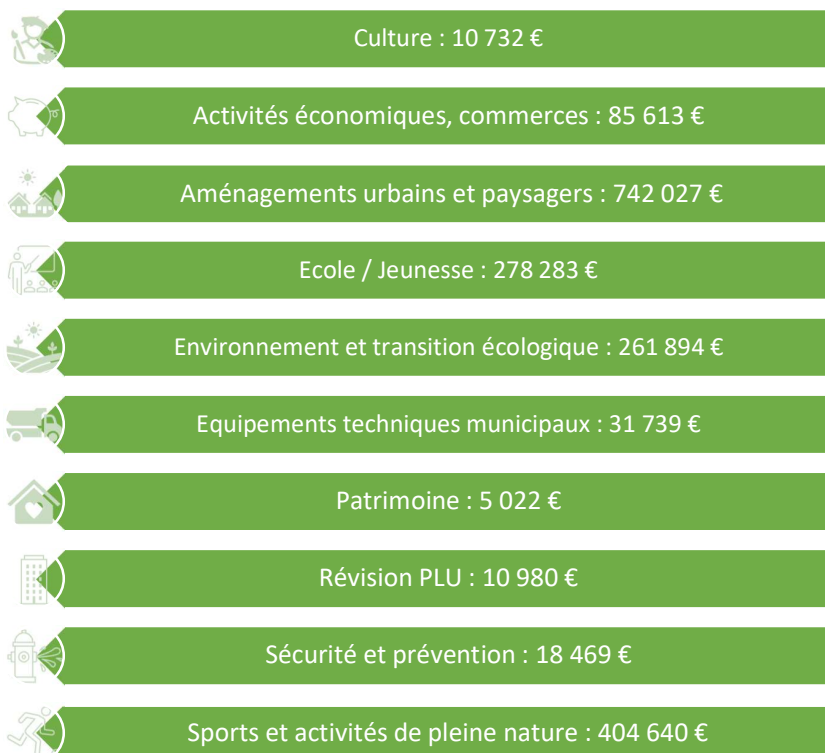 Culture : 10 732 €
Activités économiques, commerces : 85 613 €
Aménagements urbains et paysagers : 742 027 €
Ecole / Jeunesse : 278 283 €
Environnement et transition écologique : 261 894 €
Equipements techniques municipaux : 31 739 €
Patrimoine : 5 022 €
Révision PLU : 10 980 €
Sécurité et prévention : 18 469 €
Sports et activités de pleine nature : 404 640 €